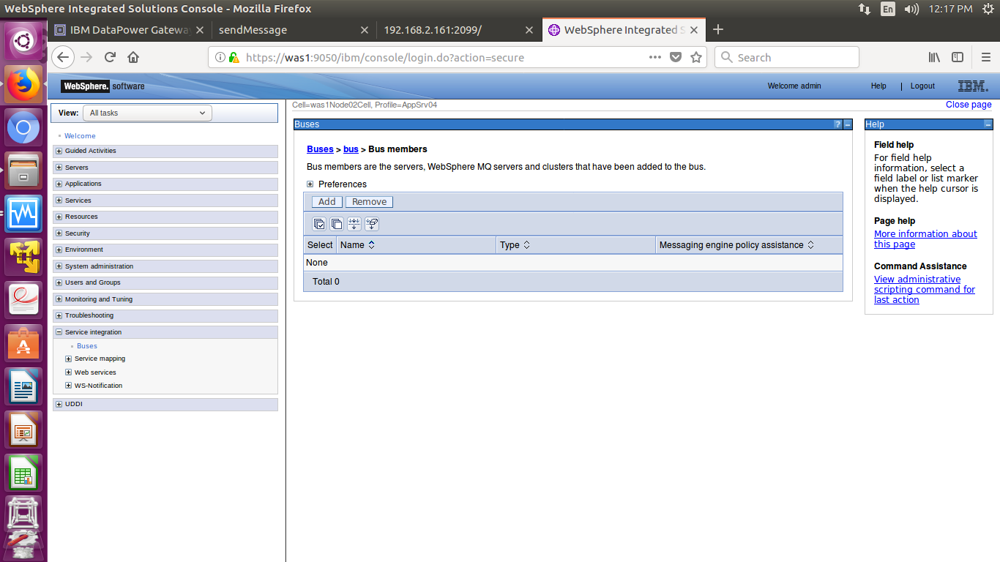 WebSphere Integrated Solutions Console - Mozilla Firefox
En
12:17 PM
IBM DataPower Gateway
sendMessage
192.168.2.161:2099/
WebSphere Integrated S
https://was1:9050/ibm/console/login.do?action=secure
Search
WebSphere. software
Welcome admin
Help
Logout
IBM.
View: All tasks
Cell=was1Node02Cell, Profile=AppSrv04
Close page
Welcome
Guided Activities
Servers
Applications
Services
Resources
Security
Environment
System administration
Users and Groups
Monitoring and Tuning
Troubleshooting
Service integration
Buses
Service mapping
Web services
WS-Notification
UDDI
Buses
Buses > bus > Bus members
Bus members are the servers, WebSphere MQ servers and clusters that have been added to the bus.
Preferences
Add
Remove
Select Name Type Messaging engine policy assistance
None
Total 0
Help
Field help
For field help
information, select a
field label or list marker
when the help cursor is
displayed.
Page help
More information about
this page
Command Assistance
View administrative
scripting command for
last action